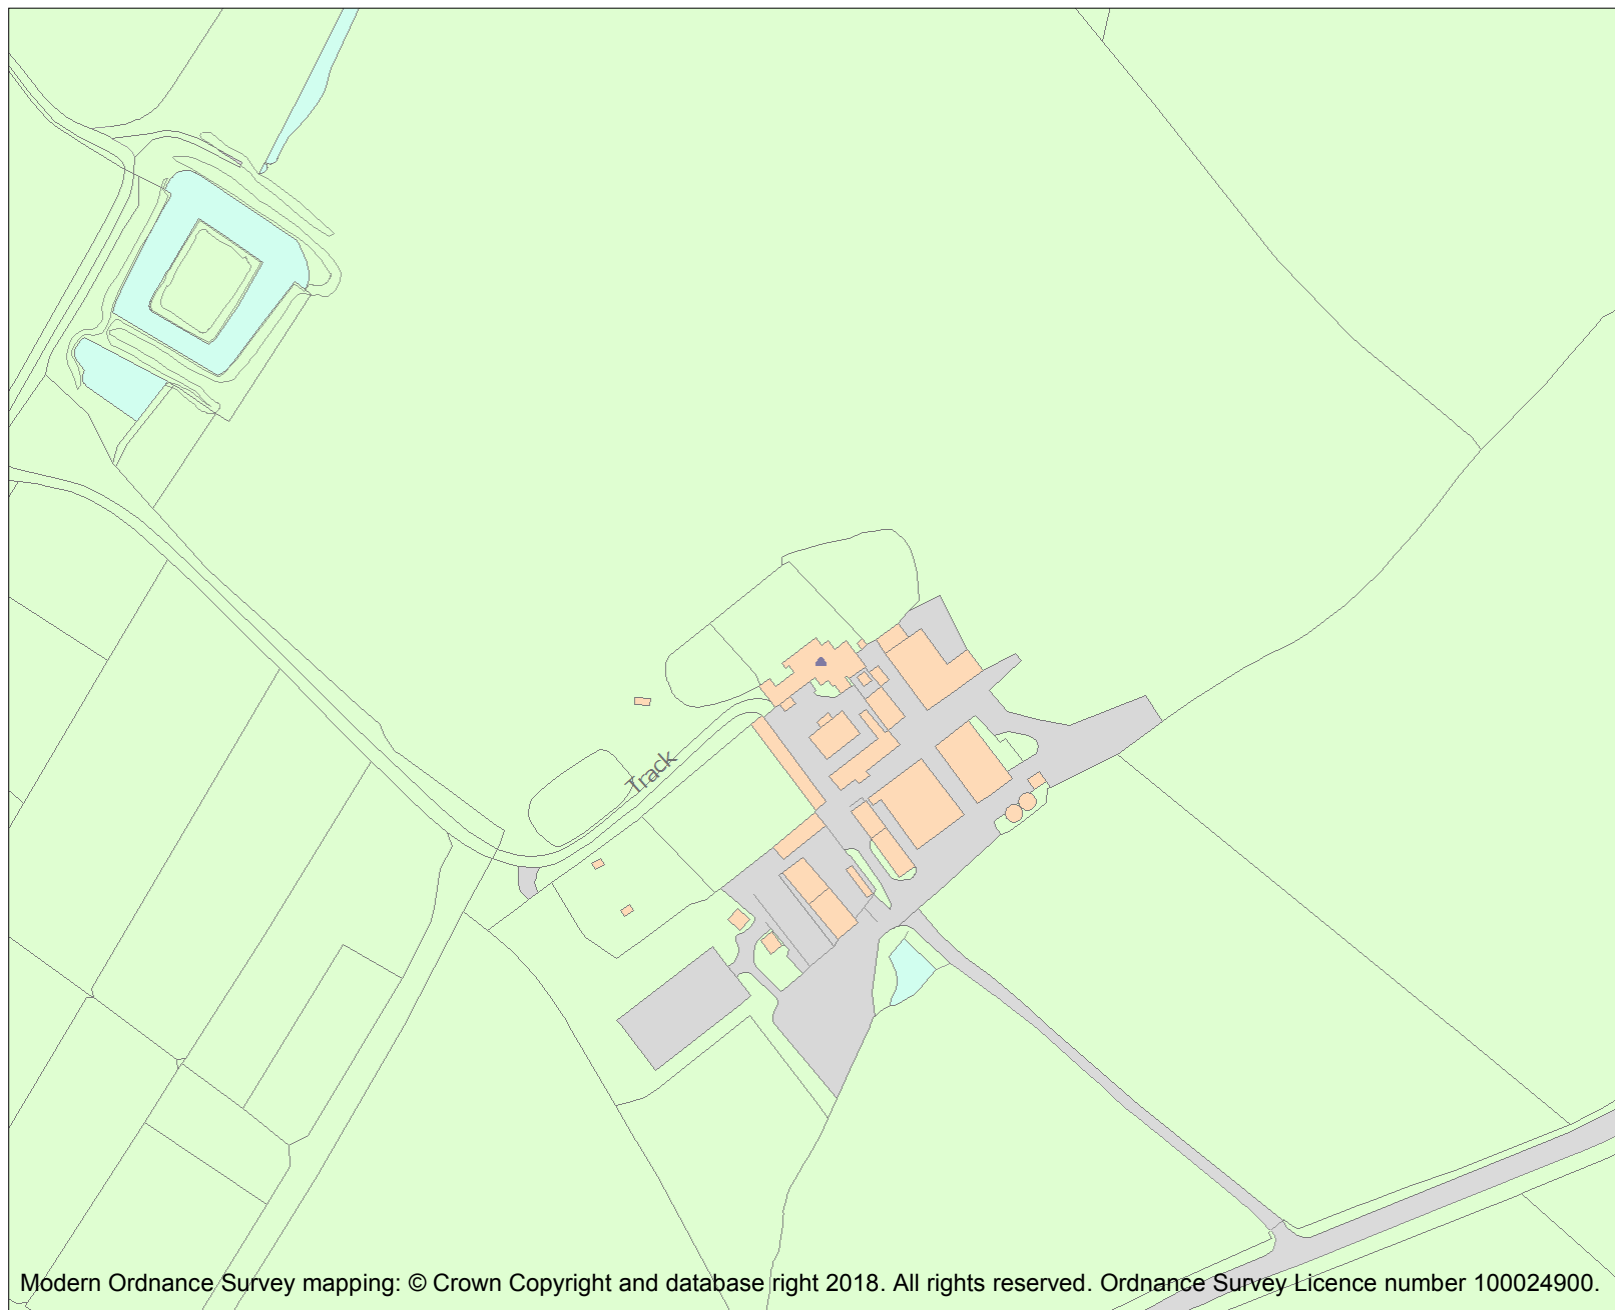 Track
Modern Ordnance Survey mapping: © Crown Copyright and database right 2018. All rights reserved. Ordnance Survey Licence number 100024900.